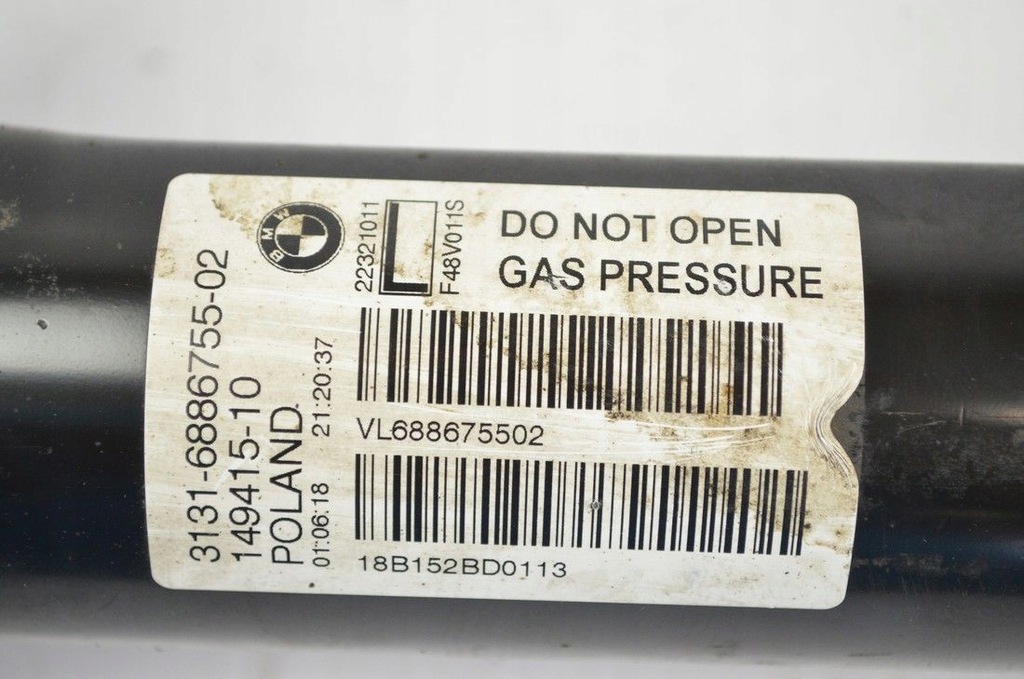 BMW
3131-6886755-02
149415-10
POLAND
01:06:18 21:20:37
22321011
L
F48V011S
DO NOT OPEN
GAS PRESSURE
VL688675502
18B152BD0113